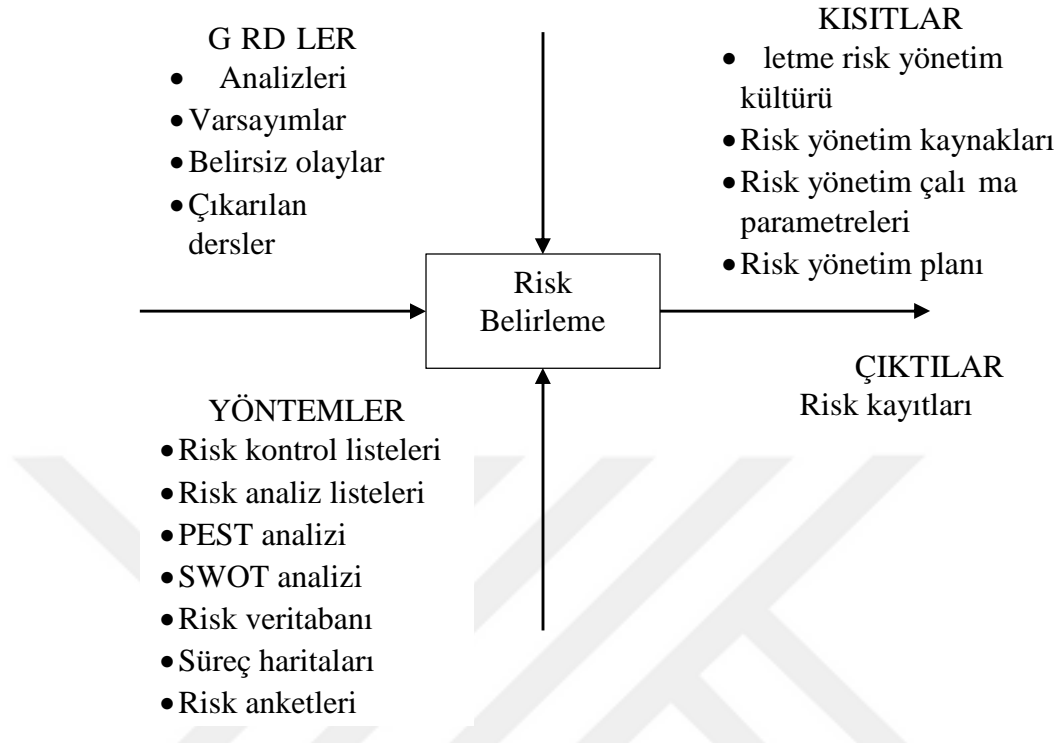 G RD LER
• Analizleri
• Varsayımlar
• Belirsiz olaylar
• Çıkarılan
dersler
KISITLAR
• letme risk yönetim
kültürü
• Risk yönetim kaynakları
• Risk yönetim çalı ma
parametreleri
• Risk yönetim planı
Risk
Belirleme
ÇIKTILAR
Risk kayıtları
YÖNTEMLER
• Risk kontrol listeleri
• Risk analiz listeleri
• PEST analizi
• SWOT analizi
• Risk veritabanı
• Süreç haritaları
• Risk anketleri